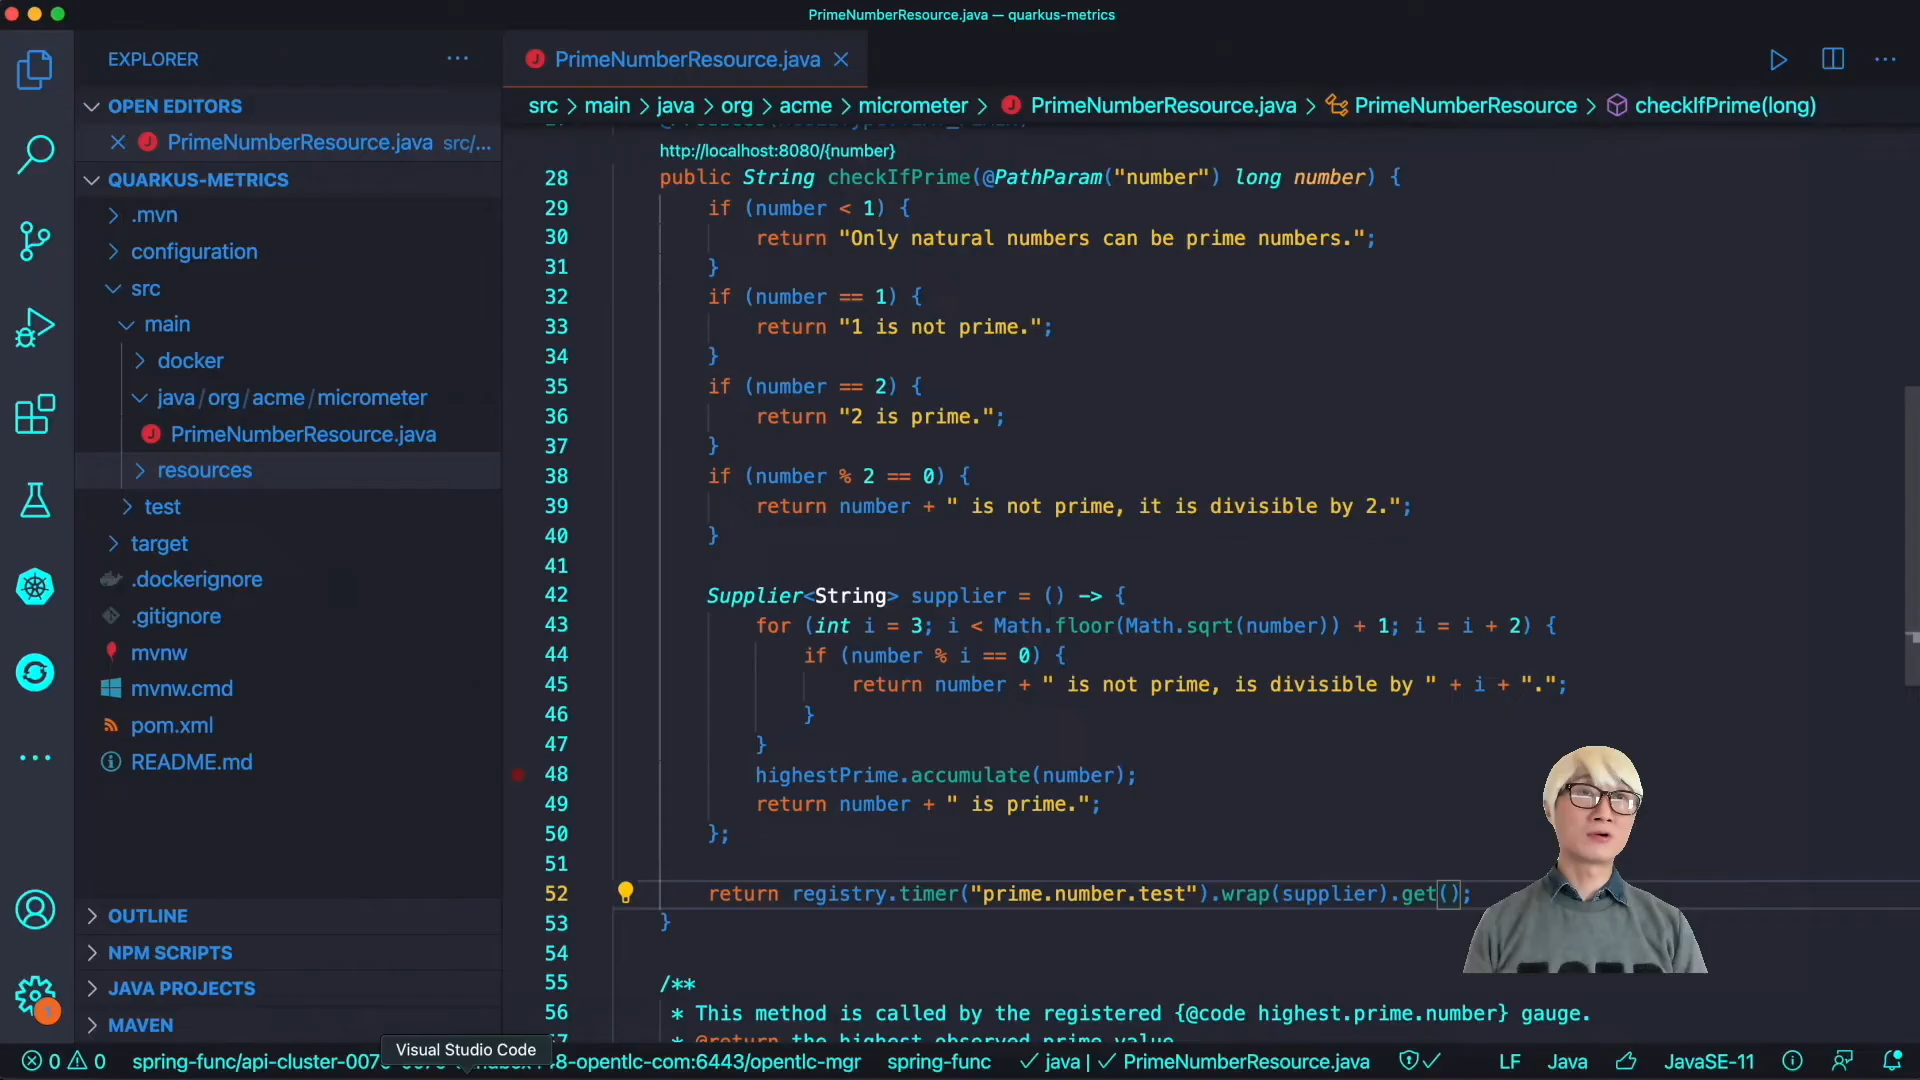 PrimeNumberResource.java — quarkus-metrics
EXPLORER
PrimeNumberResource.java
OPEN EDITORS
src > main > java > org > acme > micrometer > PrimeNumberResource.java > PrimeNumberResource > checkIfPrime(long)
PrimeNumberResource.java src/...
QUARKUS-METRICS
.mvn
configuration
src
main
docker
java/org/acme/micrometer
PrimeNumberResource.java
resources
test
target
.dockerignore
.gitignore
mvnw
mvnw.cmd
pom.xml
README.md
OUTLINE
NPM SCRIPTS
JAVA PROJECTS
MAVEN
http://localhost:8080/{number}
28 public String checkIfPrime(@PathParam("number") long number) {
29 if (number < 1) {
30 return "Only natural numbers can be prime numbers.";
31 }
32 if (number == 1) {
33 return "1 is not prime.";
34 }
35 if (number == 2) {
36 return "2 is prime.";
37 }
38 if (number % 2 == 0) {
39 return number + " is not prime, it is divisible by 2.";
40 }
41
42 Supplier<String> supplier = () -> {
43 for (int i = 3; i < Math.floor(Math.sqrt(number)) + 1; i = i + 2) {
44 if (number % i == 0) {
45 return number + " is not prime, is divisible by " + i + ".";
46 }
47 }
48 highestPrime.accumulate(number);
49 return number + " is prime.";
50 };
51
52 return registry.timer("prime.number.test").wrap(supplier).get();
53 }
54
55 /**
56 * This method is called by the registered {@code highest.prime.number} gauge.
* @return the highest observed prime value
Visual Studio Code
0 0 spring-func/api-cluster-007 48-opentlc-com:6443/opentlc-mgr spring-func java | PrimeNumberResource.java LF Java JavaSE-11